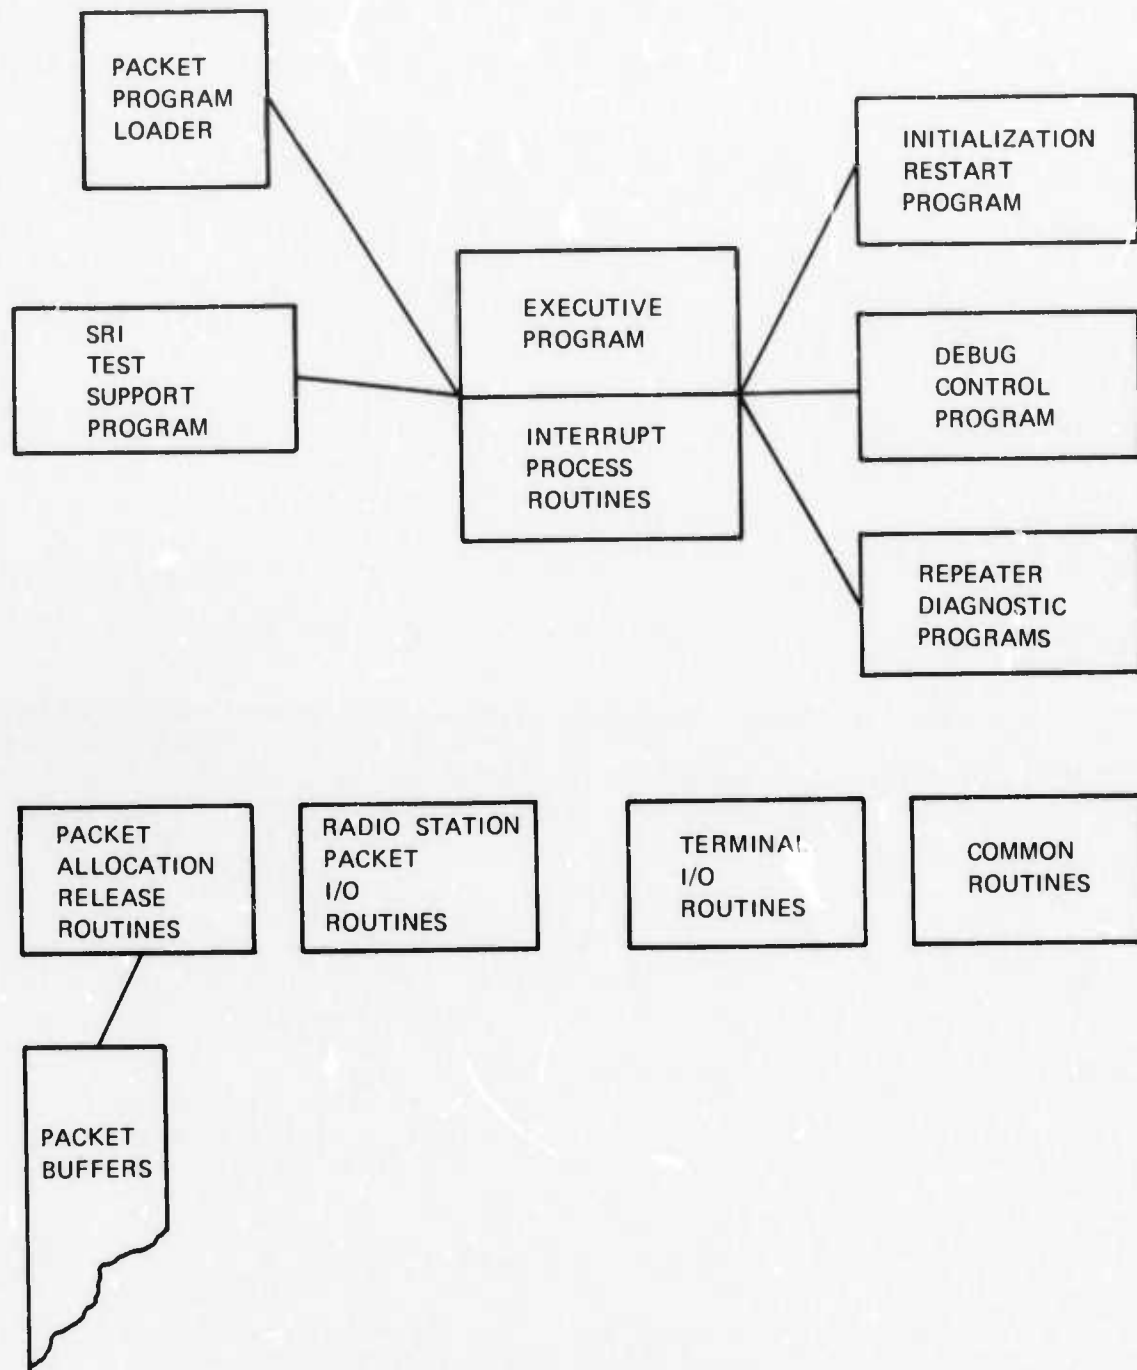 PACKET
PROGRAM
LOADER
INITIALIZATION
RESTART
PROGRAM
EXECUTIVE
PROGRAM
SRI
TEST
SUPPORT
PROGRAM
DEBUG
CONTROL
PROGRAM
INTERRUPT
PROCESS
ROUTINES
REPEATER
DIAGNOSTIC
PROGRAMS
PACKET
ALLOCATION
RELEASE
ROUTINES
RADIO STATION
PACKET
I/O
ROUTINES
TERMINAL
I/O
ROUTINES
COMMON
ROUTINES
PACKET
BUFFERS